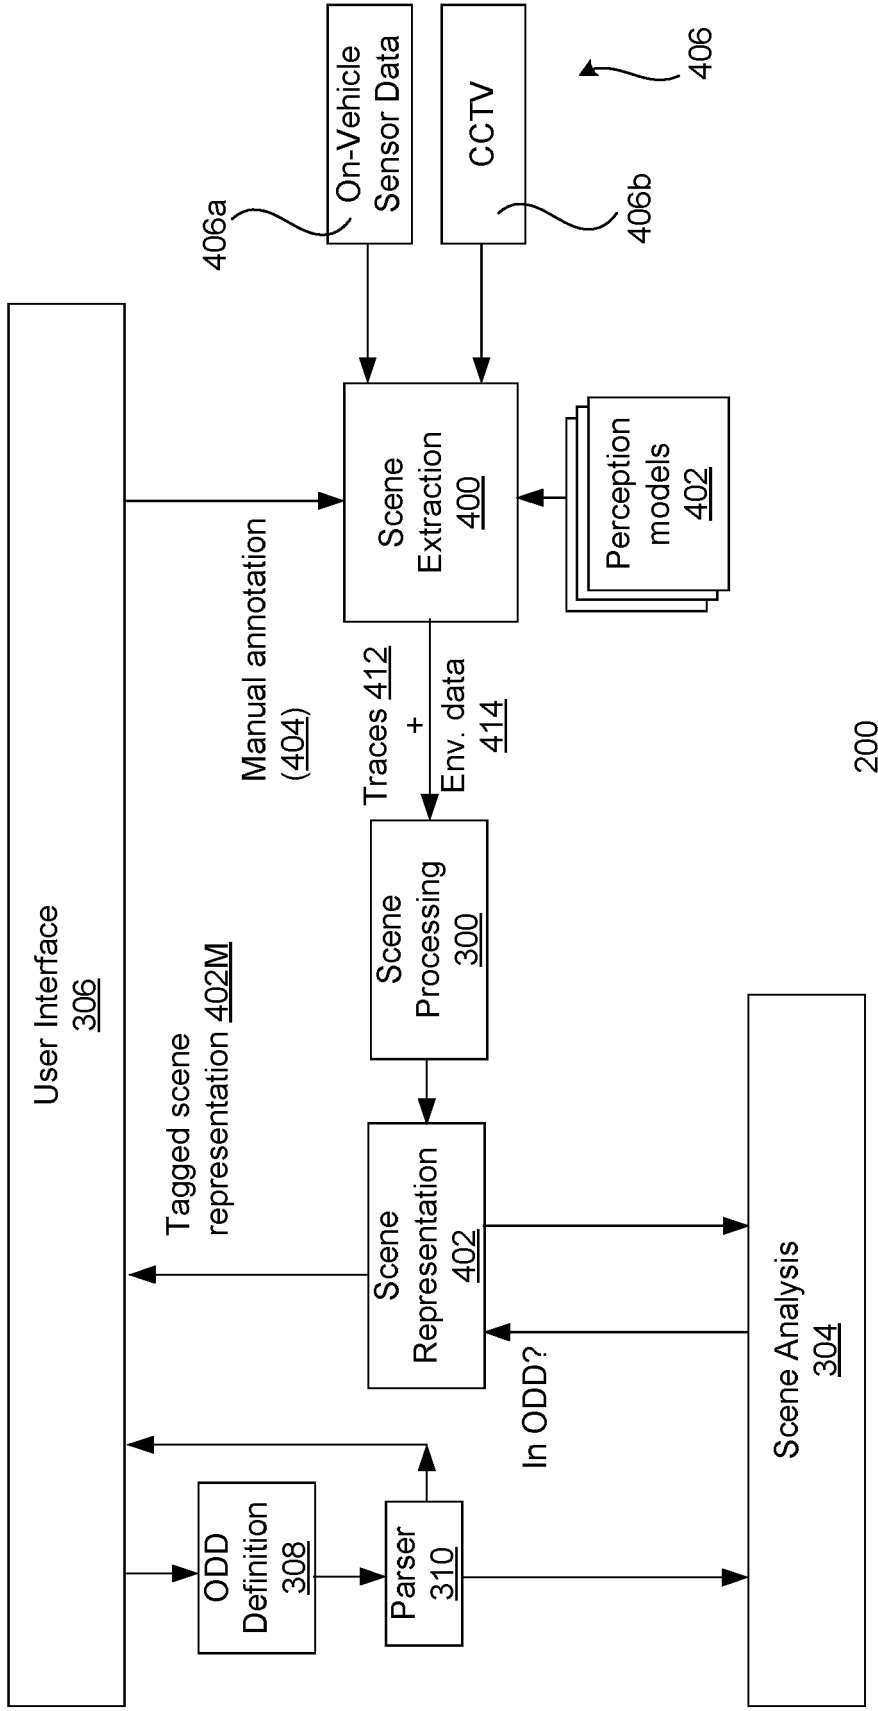 User Interface
306
ODD
Definition
308
Parser
310
Tagged scene
representation 402M
Scene
Representation
402
In ODD?
Scene
Processing
300
Manual annotation
(404)
Traces 412
+
Env. data
414
Scene
Extraction
400
406a
On-Vehicle
Sensor Data
CCTV
406b
406
Perception
models
402
Scene Analysis
304
200